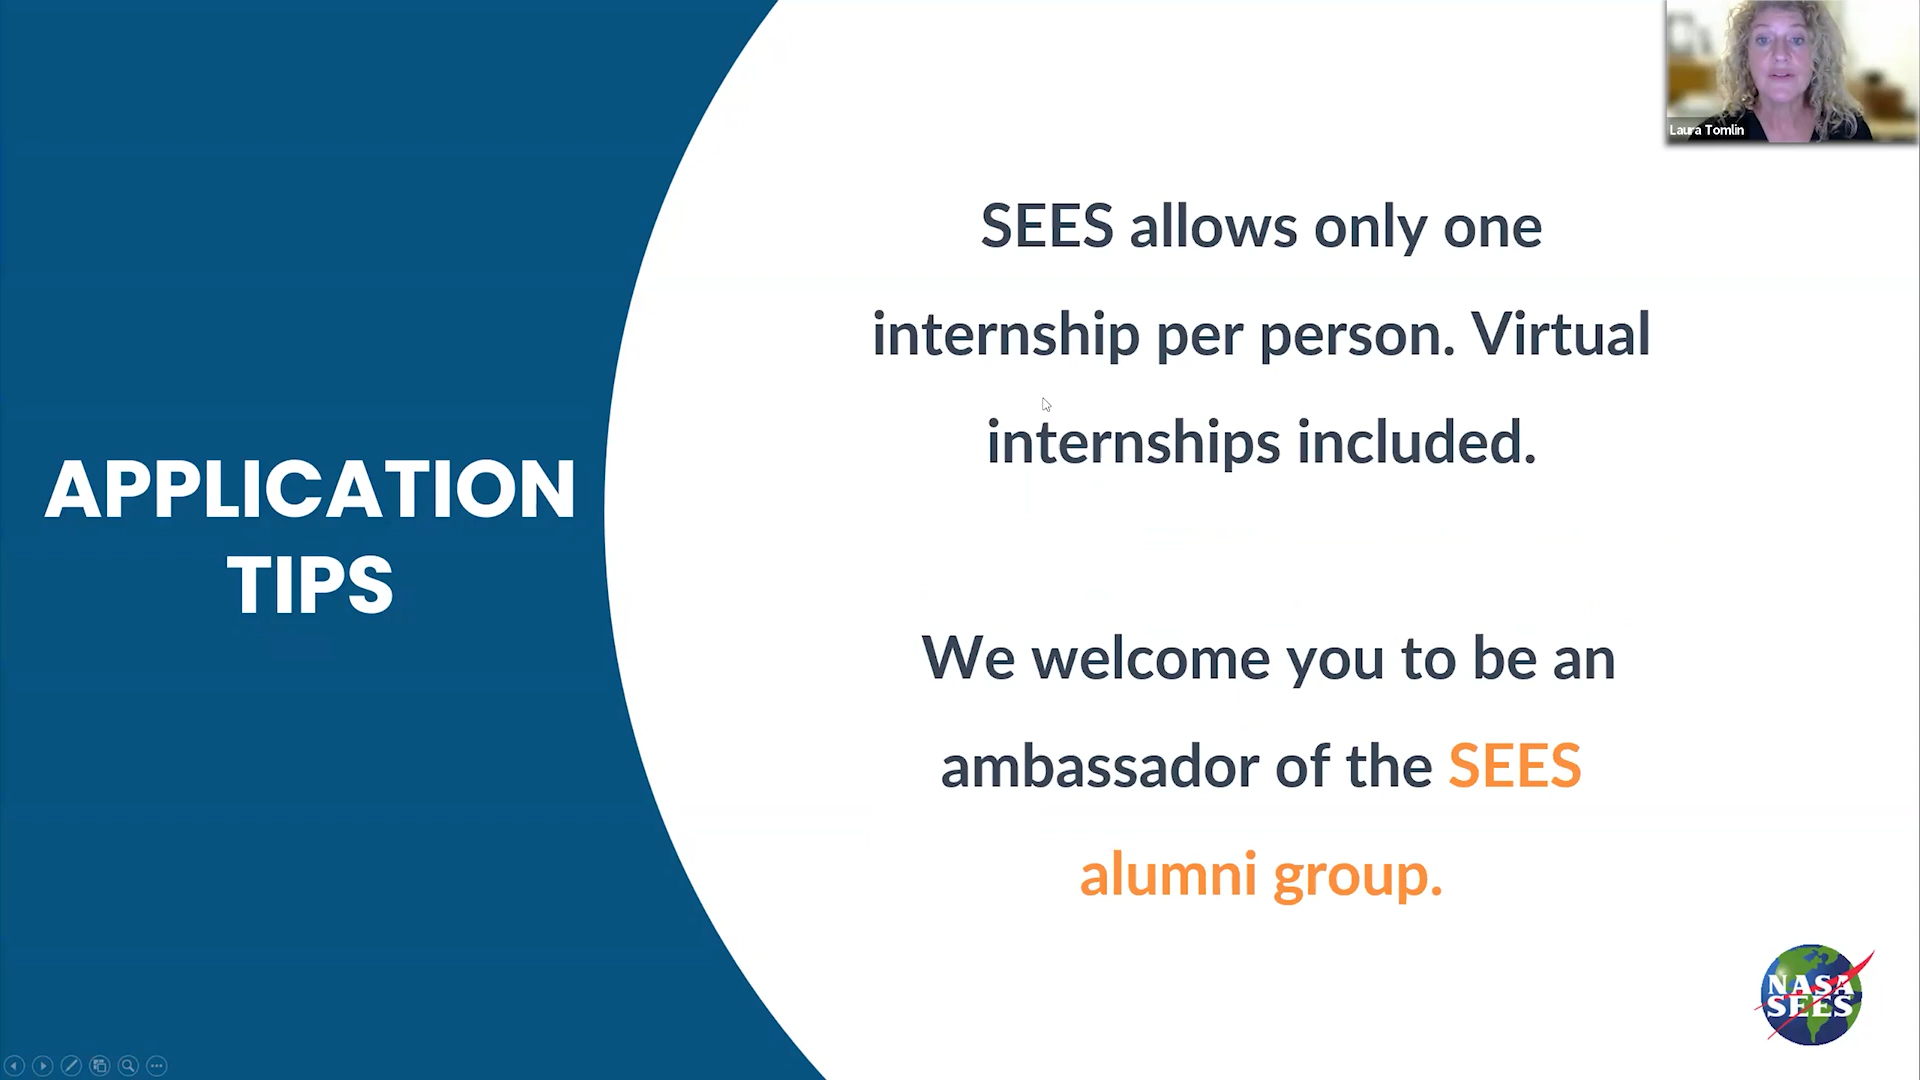 Laura Tomlin
APPLICATION
TIPS
SEES allows only one
internship per person. Virtual
internships included.
We welcome you to be an
ambassador of the SEES
alumni group.
NASA
SEES